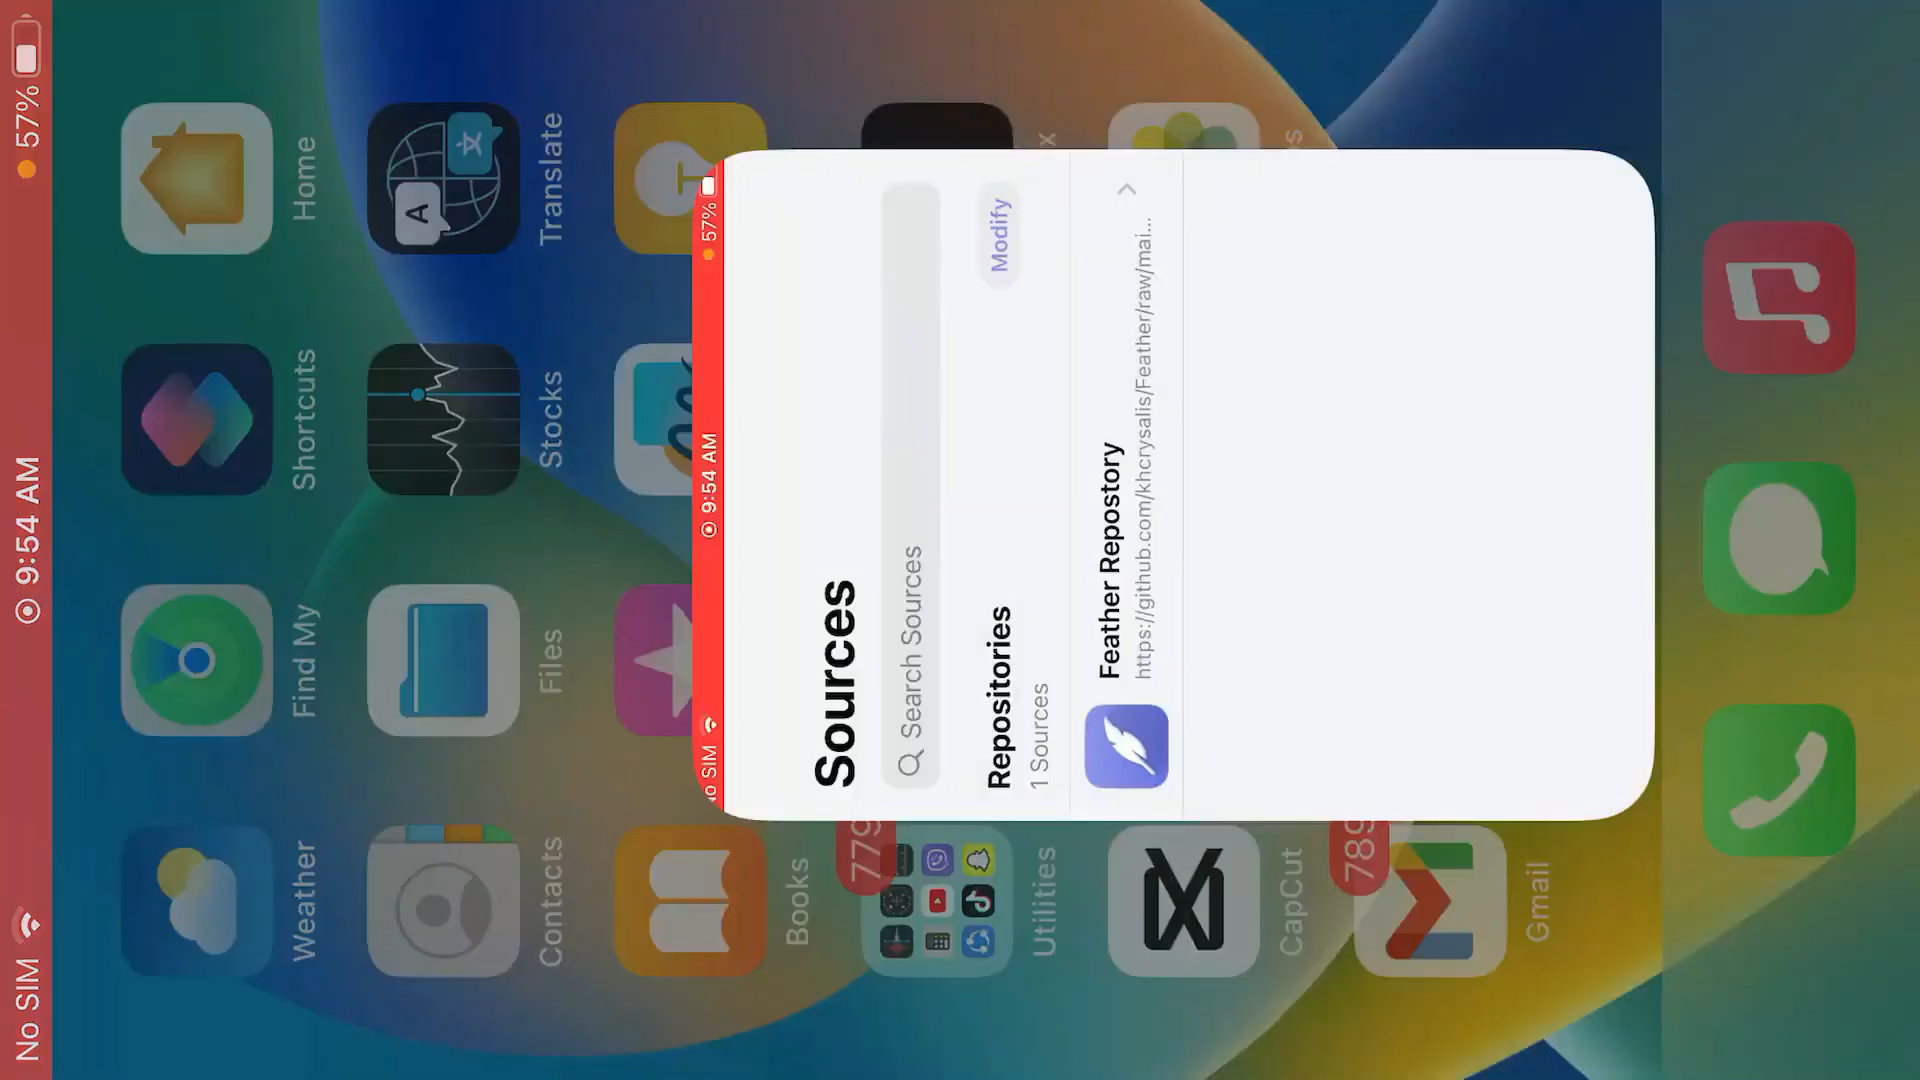 No SIM
9:54 AM
57%
Weather
Find My
Shortcuts
Home
Contacts
Files
Stocks
Translate
A
文
Books
779
Utilities
CapCut
789
Gmail
No SIM
9:54 AM
57%
Sources
Search Sources
Repositories
Modify
1 Sources
Feather Repostory
https://github.com/khcrysalis/Feather/raw/mai...